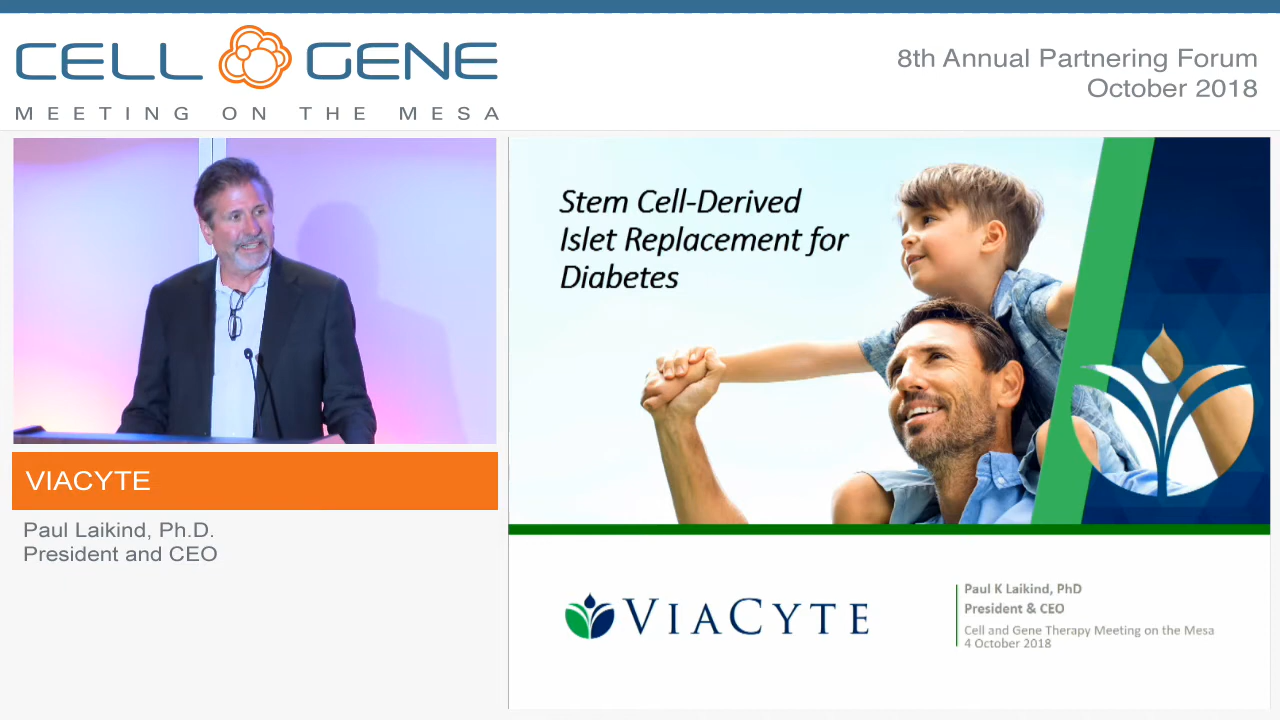 CELL GENE
MEETING ON THE MESA
8th Annual Partnering Forum
October 2018
Stem Cell-Derived
Islet Replacement for
Diabetes
VIACYTE
Paul Laikind, Ph.D.
President and CEO
VIACYTE
Paul K Laikind, PhD
President & CEO
Cell and Gene Therapy Meeting on the Mesa
4 October 2018